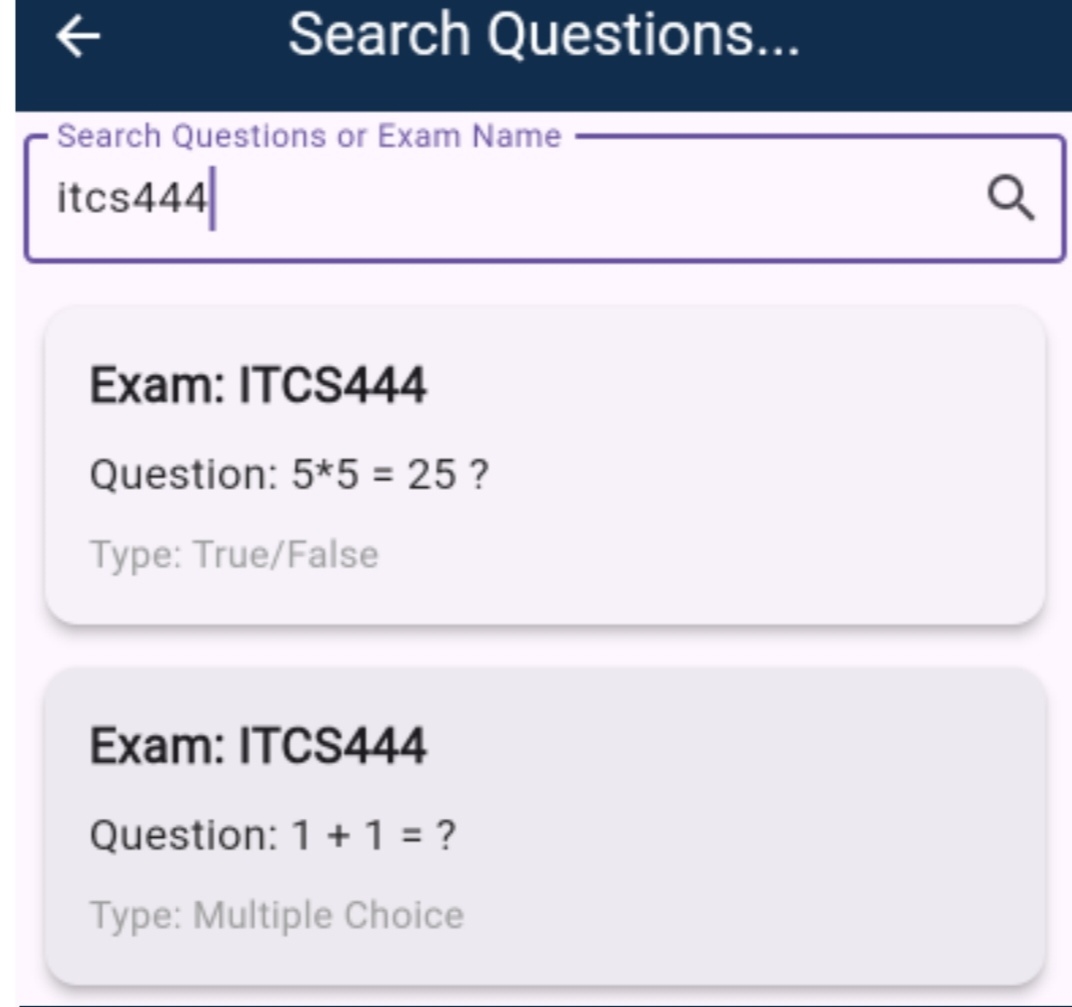 Search Questions...
Search Questions or Exam Name
itcs444
Exam: ITCS444
Question: 5*5 = 25 ?
Type: True/False
Exam: ITCS444
Question: 1 + 1 = ?
Type: Multiple Choice